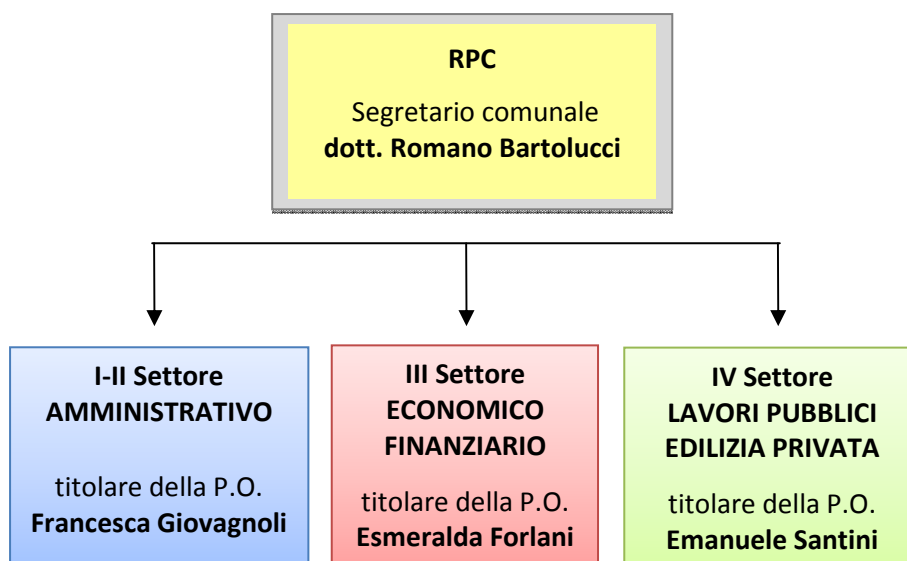 RPC
Segretario comunale
dott. Romano Bartolucci
I-II Settore
AMMINISTRATIVO
titolare della P.O.
Francesca Giovagnoli
III Settore
ECONOMICO
FINANZIARIO
titolare della P.O.
Esmeralda Forlani
IV Settore
LAVORI PUBBLICI
EDILIZIA PRIVATA
titolare della P.O.
Emanuele Santini